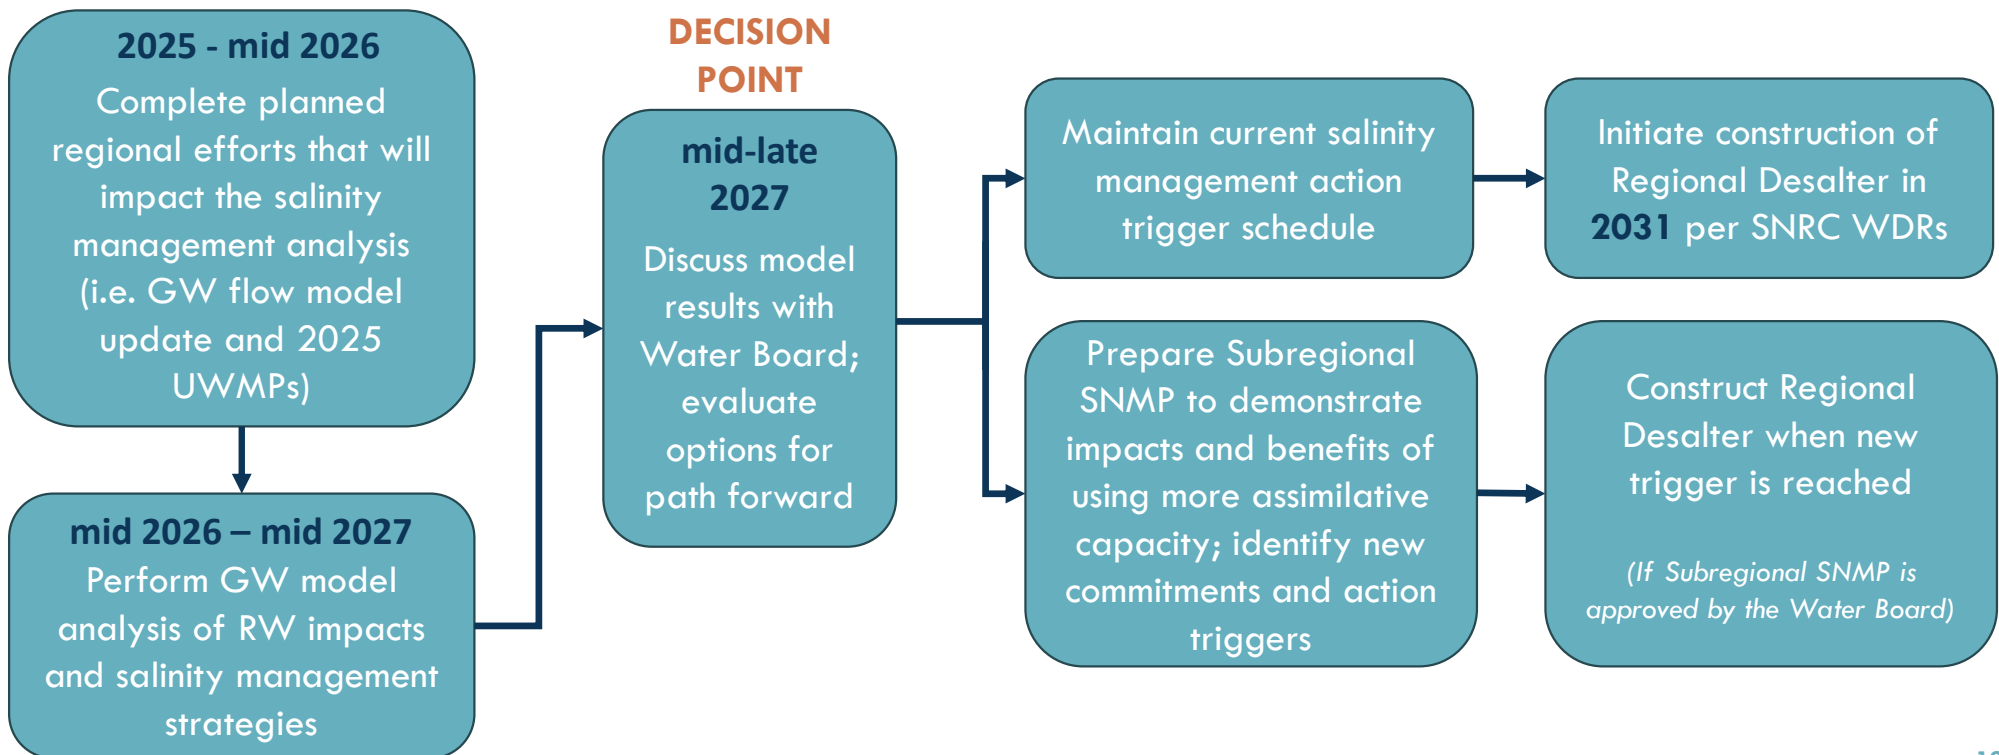 2025 - mid 2026
Complete planned
regional efforts that will
impact the salinity
management analysis
(i.e. GW flow model
update and 2025
UWMPs)
mid 2026 – mid 2027
Perform GW model
analysis of RW impacts
and salinity management
strategies
DECISION
POINT
mid-late
2027
Discuss model
results with
Water Board;
evaluate
options for
path forward
Maintain current salinity
management action
trigger schedule
Initiate construction of
Regional Desalter in
2031 per SNRC WDRs
Prepare Subregional
SNMP to demonstrate
impacts and benefits of
using more assimilative
capacity; identify new
commitments and action
triggers
Construct Regional
Desalter when new
trigger is reached
(If Subregional SNMP is
approved by the Water Board)